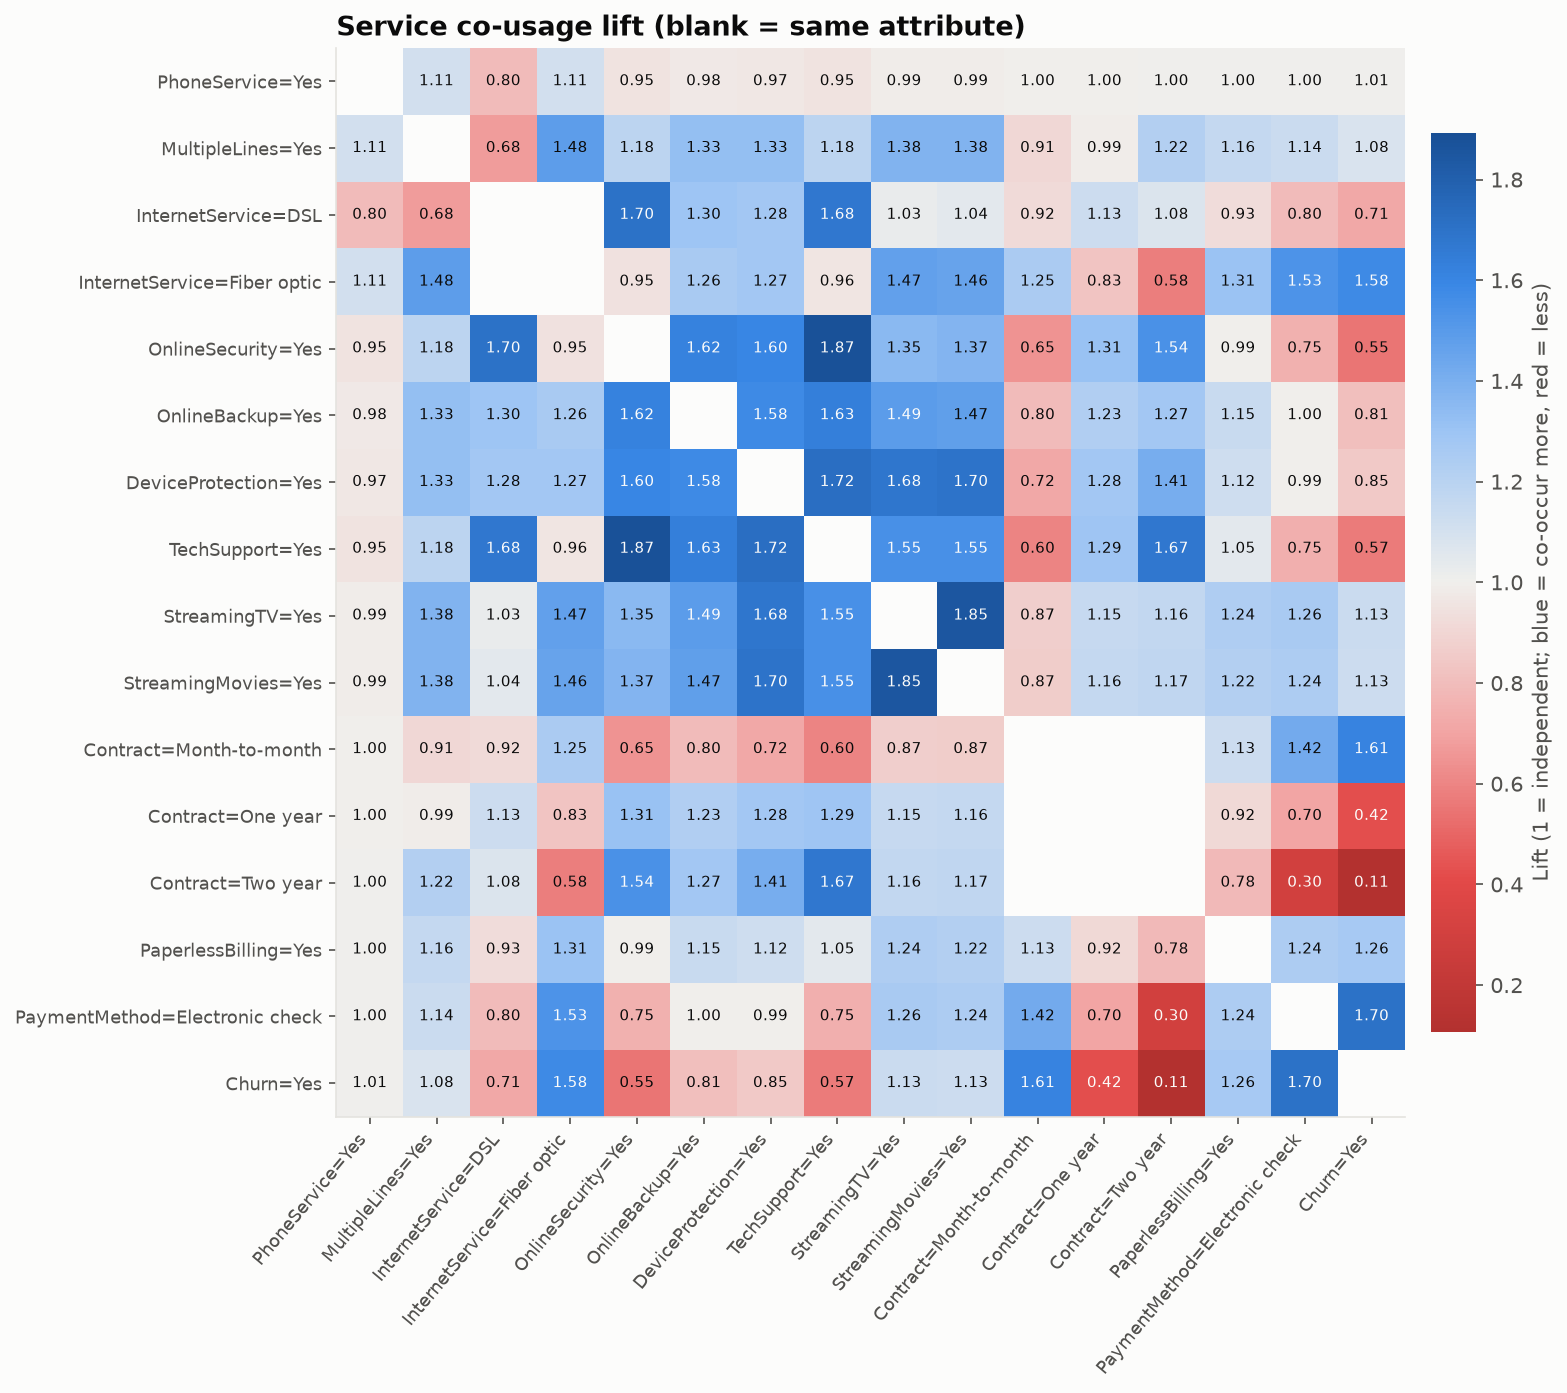 Service co-usage lift (blank = same attribute)
PhoneService=Yes 1.11 0.80 1.11 0.95 0.98 0.97 0.95 0.99 0.99 1.00 1.00 1.00 1.00 1.00 1.01
MultipleLines=Yes 1.11 0.68 1.48 1.18 1.33 1.33 1.18 1.38 1.38 0.91 0.99 1.22 1.16 1.14 1.08
InternetService=DSL 0.80 0.68 1.70 1.30 1.28 1.68 1.03 1.04 0.92 1.13 1.08 0.93 0.80 0.71
InternetService=Fiber optic 1.11 1.48 0.95 1.26 1.27 0.96 1.47 1.46 1.25 0.83 0.58 1.31 1.53 1.58
OnlineSecurity=Yes 0.95 1.18 1.70 0.95 1.62 1.60 1.87 1.35 1.37 0.65 1.31 1.54 0.99 0.75 0.55
OnlineBackup=Yes 0.98 1.33 1.30 1.26 1.62 1.58 1.63 1.49 1.47 0.80 1.23 1.27 1.15 1.00 0.81
DeviceProtection=Yes 0.97 1.33 1.28 1.27 1.60 1.58 1.72 1.68 1.70 0.72 1.28 1.41 1.12 0.99 0.85
TechSupport=Yes 0.95 1.18 1.68 0.96 1.87 1.63 1.72 1.55 1.55 0.60 1.29 1.67 1.05 0.75 0.57
StreamingTV=Yes 0.99 1.38 1.03 1.47 1.35 1.49 1.68 1.55 1.85 0.87 1.15 1.16 1.24 1.26 1.13
StreamingMovies=Yes 0.99 1.38 1.04 1.46 1.37 1.47 1.70 1.55 1.85 0.87 1.16 1.17 1.22 1.24 1.13
Contract=Month-to-month 1.00 0.91 0.92 1.25 0.65 0.80 0.72 0.60 0.87 0.87 1.13 1.42 1.61
Contract=One year 1.00 0.99 1.13 0.83 1.31 1.23 1.28 1.29 1.15 1.16 0.92 0.70 0.42
Contract=Two year 1.00 1.22 1.08 0.58 1.54 1.27 1.41 1.67 1.16 1.17 0.78 0.30 0.11
PaperlessBilling=Yes 1.00 1.16 0.93 1.31 0.99 1.15 1.12 1.05 1.24 1.22 1.13 0.92 0.78 1.24 1.26
PaymentMethod=Electronic check 1.00 1.14 0.80 1.53 0.75 1.00 0.99 0.75 1.26 1.24 1.42 0.70 0.30 1.24 1.70
Churn=Yes 1.01 1.08 0.71 1.58 0.55 0.81 0.85 0.57 1.13 1.13 1.61 0.42 0.11 1.26 1.70
PhoneService=Yes
MultipleLines=Yes
InternetService=DSL
InternetService=Fiber optic
OnlineSecurity=Yes
OnlineBackup=Yes
DeviceProtection=Yes
TechSupport=Yes
StreamingTV=Yes
StreamingMovies=Yes
Contract=Month-to-month
Contract=One year
Contract=Two year
PaperlessBilling=Yes
PaymentMethod=Electronic check
Churn=Yes
1.8
1.6
1.4
1.2
1.0
0.8
0.6
0.4
0.2
Lift (1 = independent; blue = co-occur more, red = less)